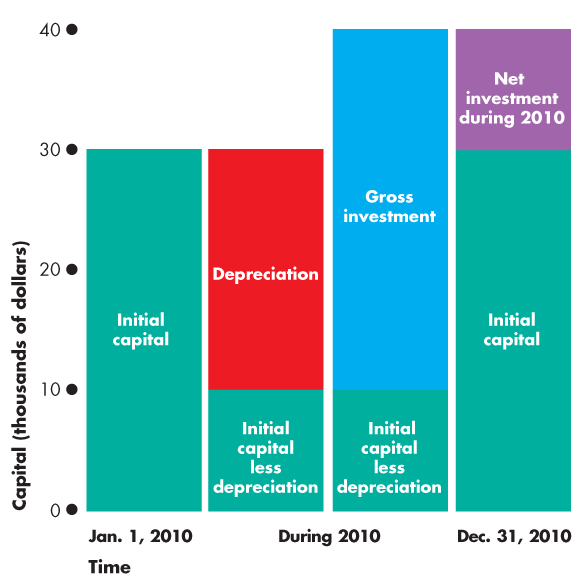 40
30
20
10
0
Capital (thousands of dollars)
Initial
capital
Depreciation
Initial
capital
less
depreciation
Gross
investment
Initial
capital
less
depreciation
Net
investment
during 2010
Initial
capital
Jan. 1, 2010
During 2010
Dec. 31, 2010
Time